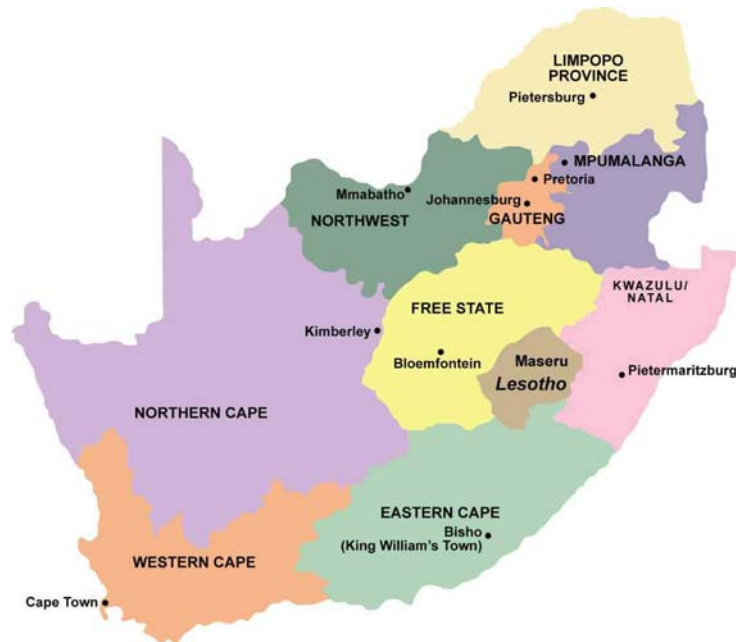 LIMPOPO
PROVINCE
Pietersburg
MPUMALANGA
Pretoria
Mmabatho
Johannesburg
NORTHWEST
GAUTENG
KWAZULU/
NATAL
FREE STATE
Kimberley
Bloemfontein
Maseru
Lesotho
Pietermaritzburg
NORTHERN CAPE
EASTERN CAPE
Bisho
(King William's Town)
WESTERN CAPE
Cape Town